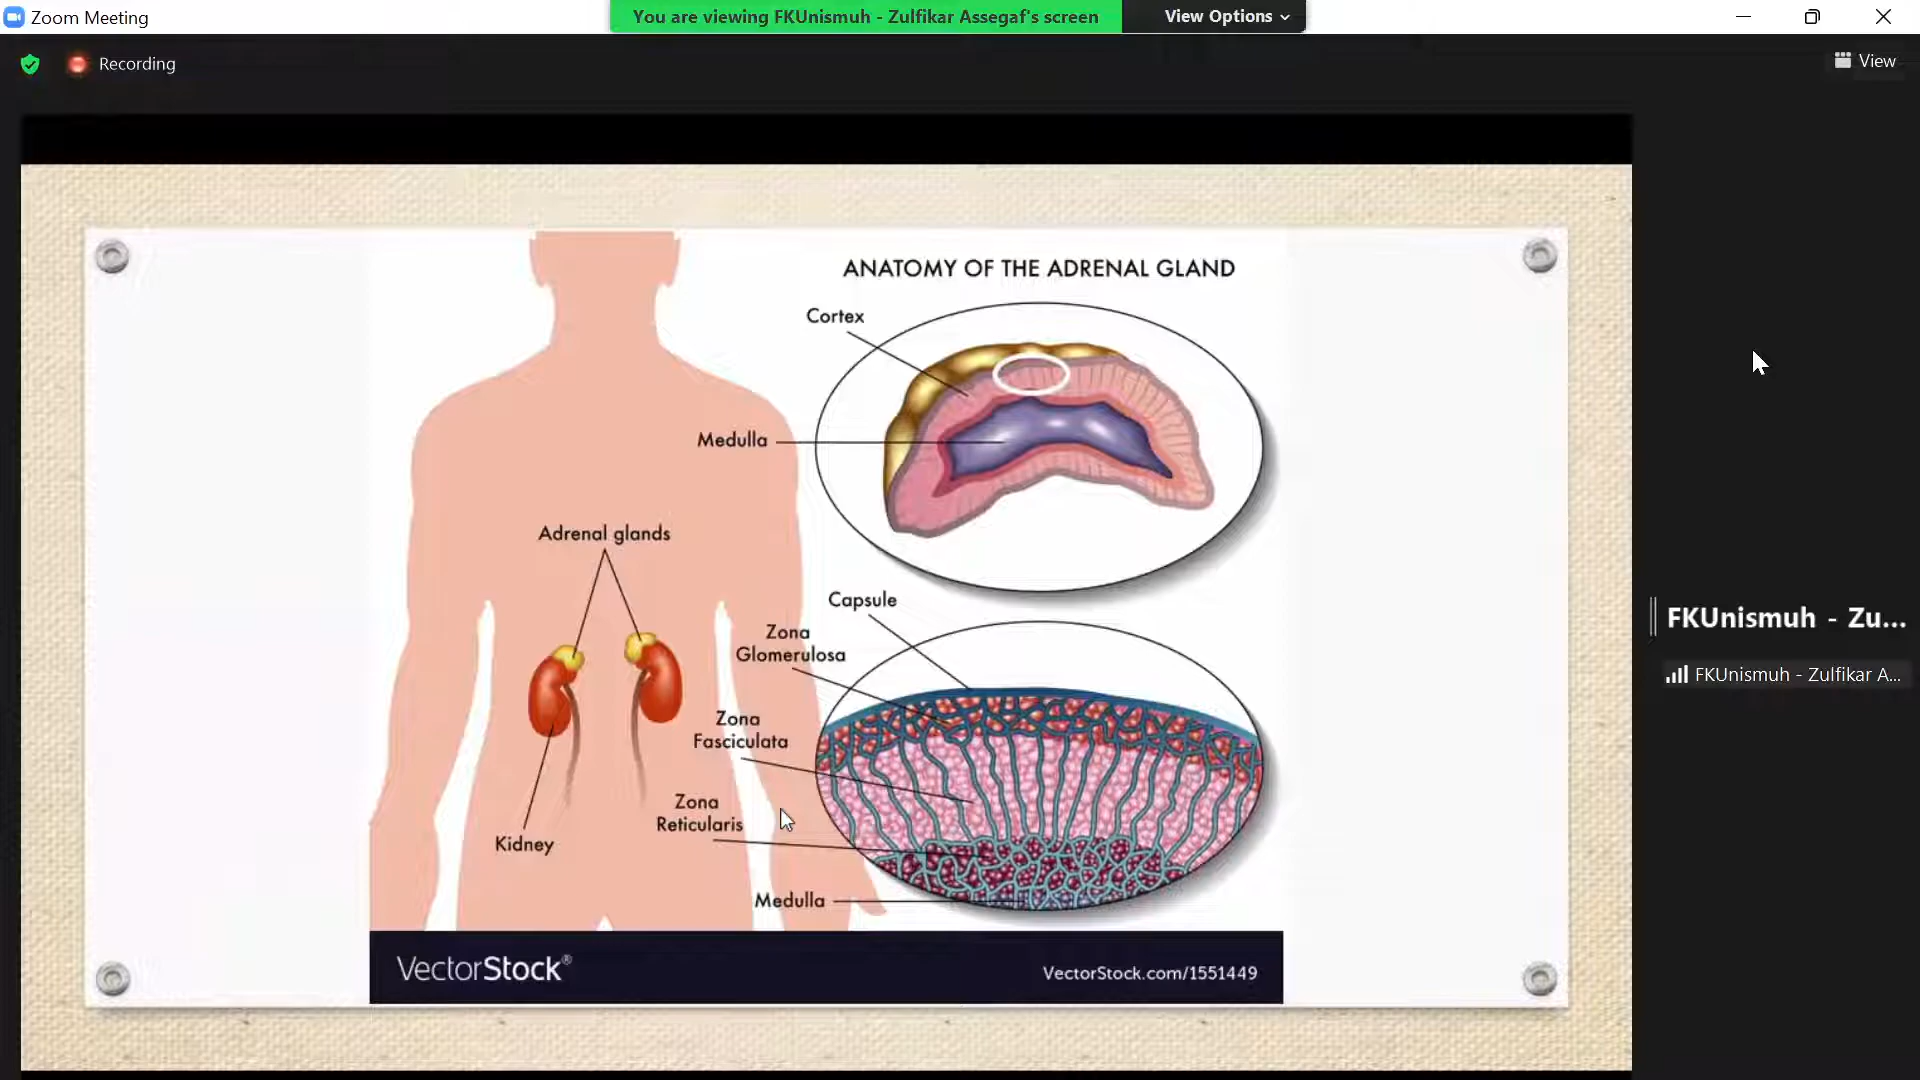 Zoom Meeting
You are viewing FKUnismuh - Zulfikar Assegaf's screen
View Options
Recording
View
ANATOMY OF THE ADRENAL GLAND
Cortex
Medulla
Adrenal glands
Capsule
Zona
Glomerulosa
Zona
Fasciculata
Zona
Reticularis
Kidney
Medulla
VectorStock®
VectorStock.com/1551449
FKUnismuh - Zu...
FKUnismuh - Zulfikar A...